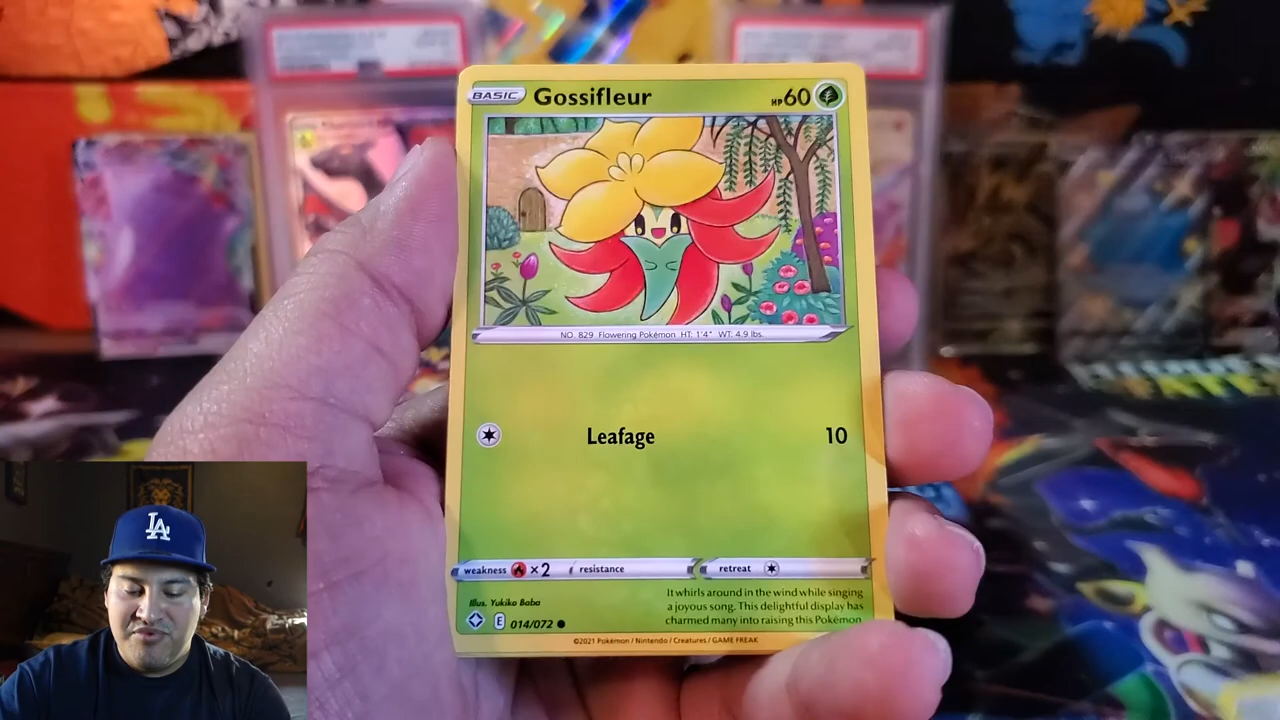 BASIC Gossifleur HP 60
NO. 829 Flowering Pokémon HT: 1'4" WT: 4.9 lbs.
Leafage 10
weakness ×2 resistance retreat
Illus. Yukiko Baba
It whirls around in the wind while singing
a joyous song. This delightful display has
charmed many into raising this Pokémon
E 014/072
©2021 Pokémon / Nintendo / Creatures / GAME FREAK
LA